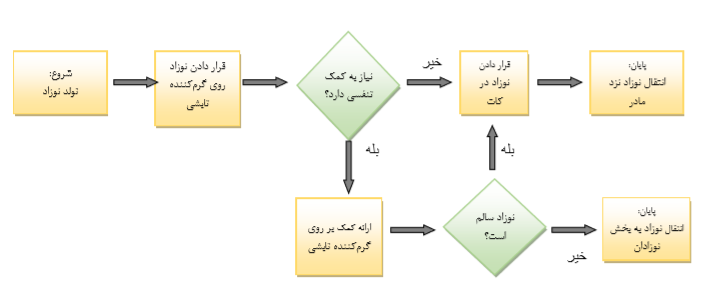 شروع:
تولد نوزاد
قرار دادن نوزاد
روی گرم‌کننده
تابشی
نیاز به کمک
تنفسی دارد؟
خیر
قرار دادن
نوزاد در
کات
پایان:
انتقال نوزاد نزد
مادر
بله
ارائه کمک بر روی
گرم‌کننده تابشی
نوزاد سالم
است؟
بله
خیر
پایان:
انتقال نوزاد به بخش
نوزادان